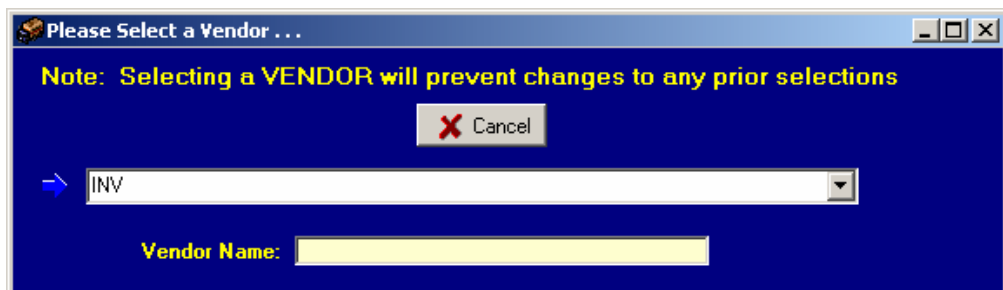 Please Select a Vendor . . .
Note: Selecting a VENDOR will prevent changes to any prior selections
Cancel
INV
Vendor Name: